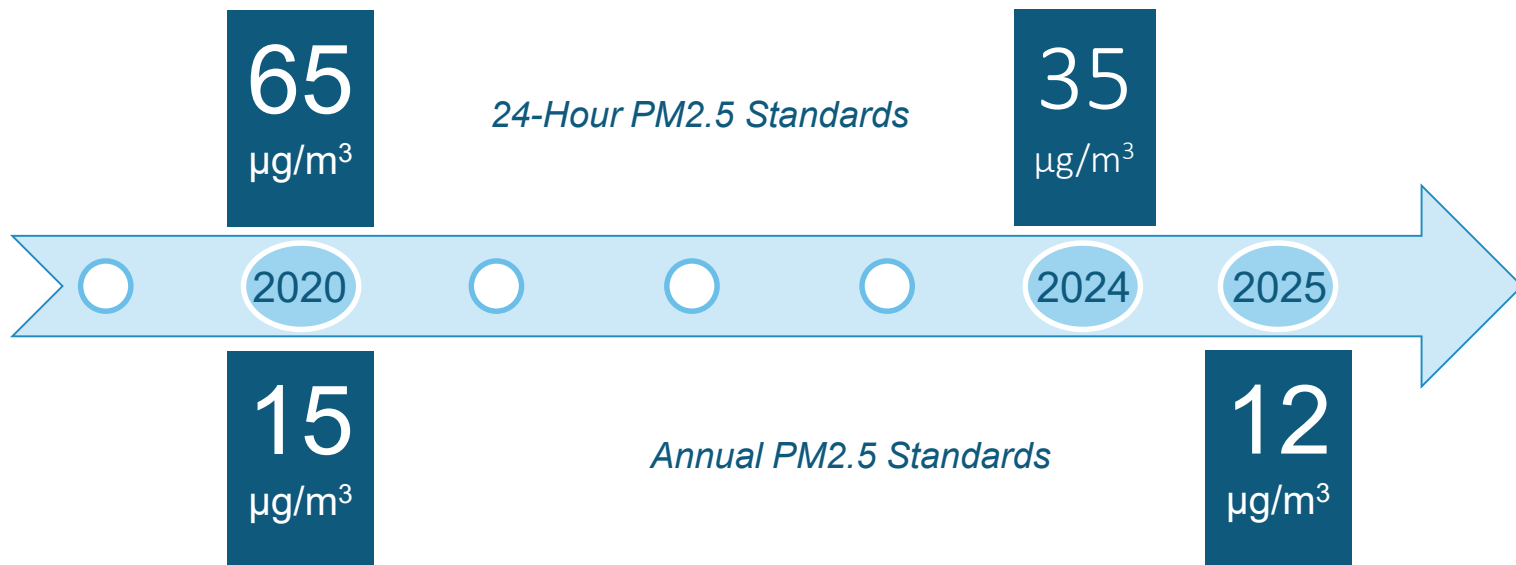 65
µg/m³
24-Hour PM2.5 Standards
35
µg/m³
2020
2024
2025
15
µg/m³
Annual PM2.5 Standards
12
µg/m³